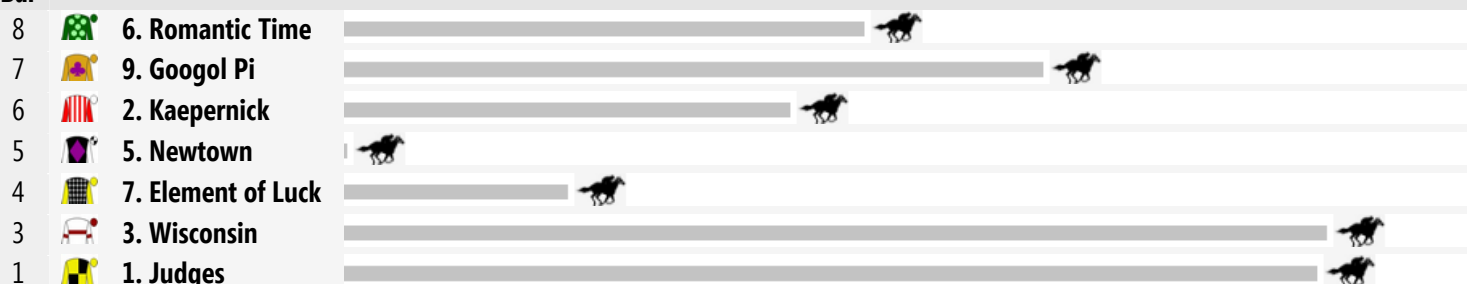 8 6. Romantic Time
7 9. Googol Pi
6 2. Kaepernick
5 5. Newtown
4 7. Element of Luck
3 3. Wisconsin
1 1. Judges